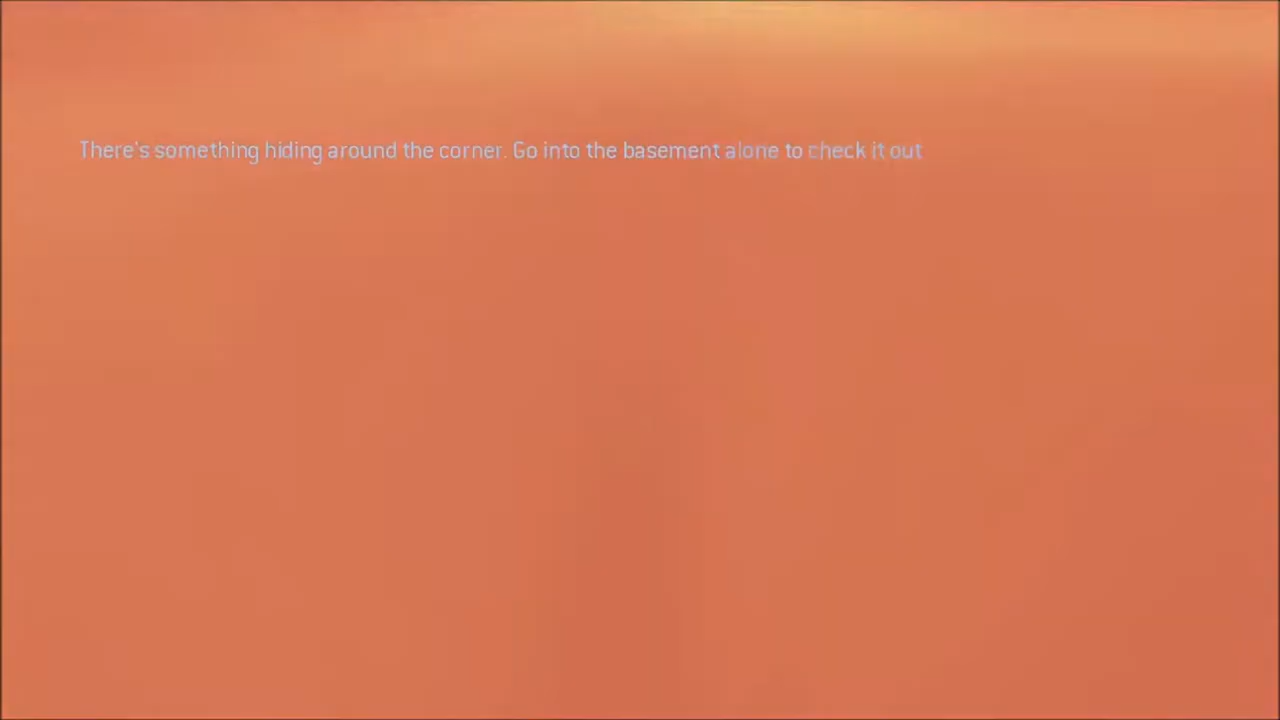 There's something hiding around the corner. Go into the basement alone to check it out